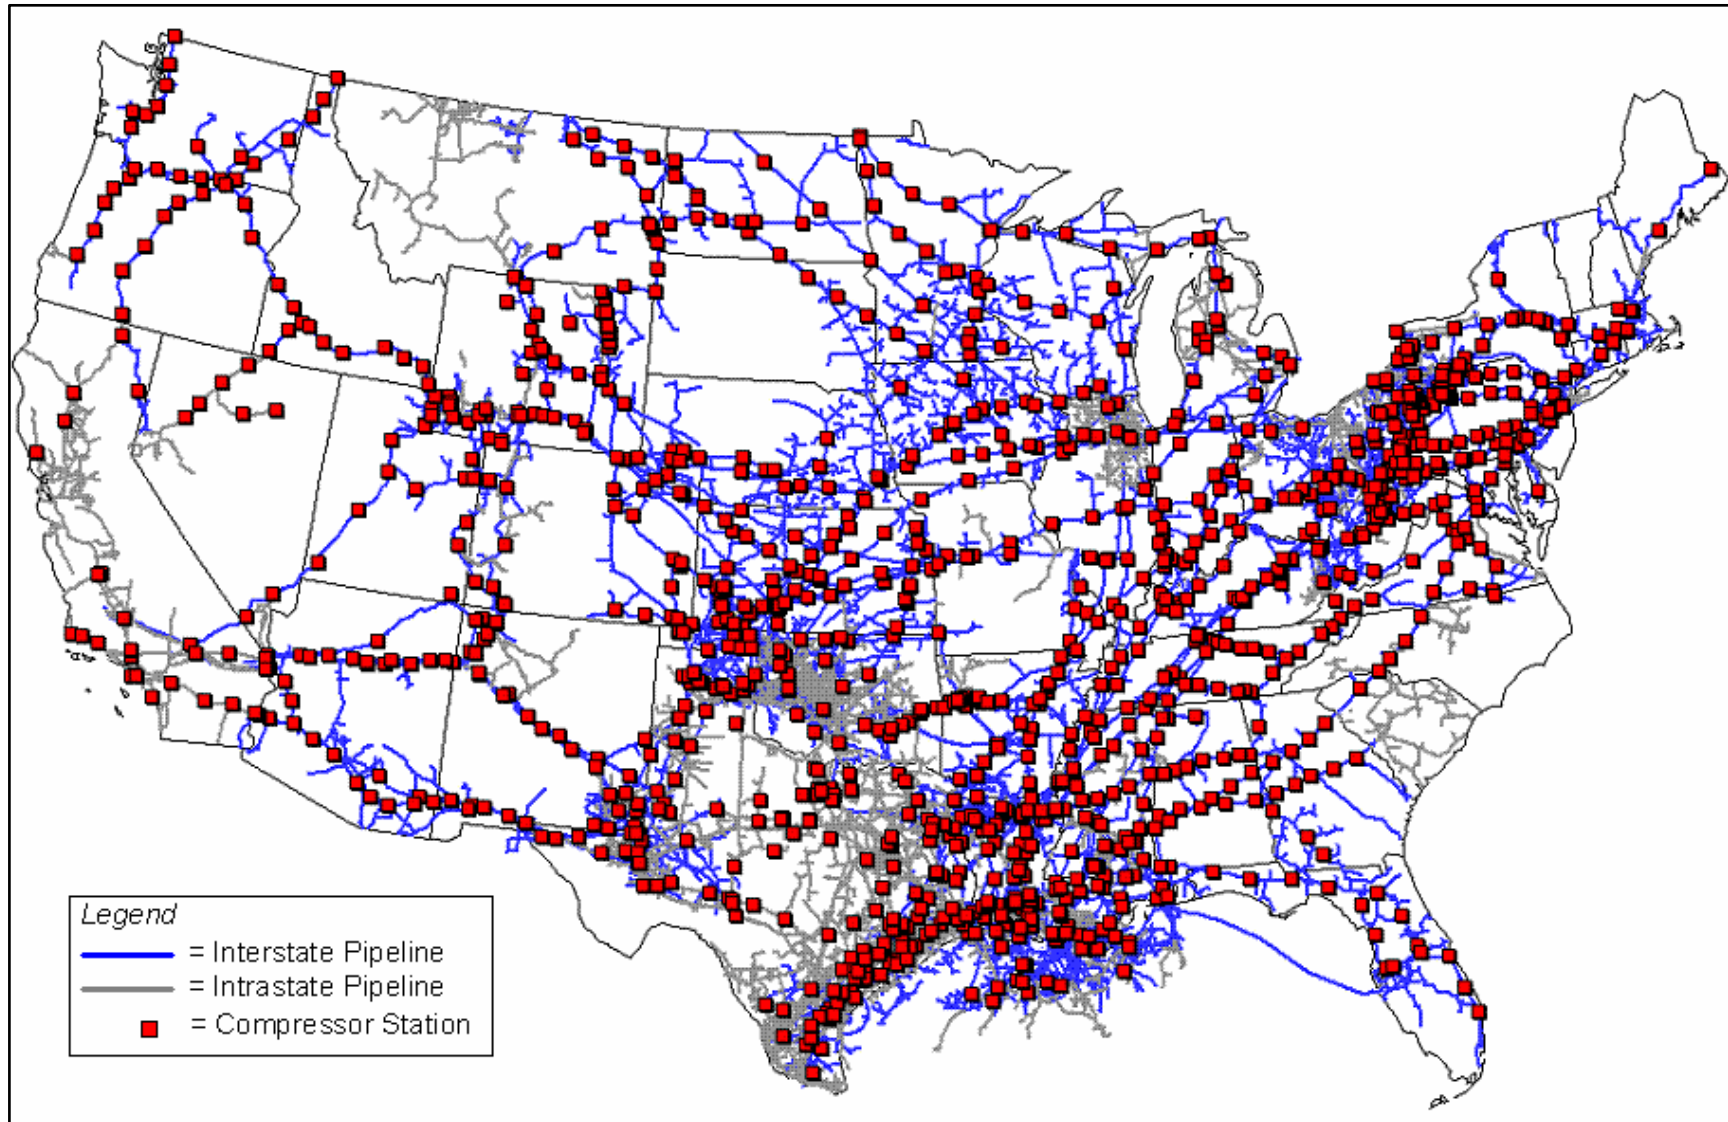 Legend
= Interstate Pipeline
= Intrastate Pipeline
= Compressor Station